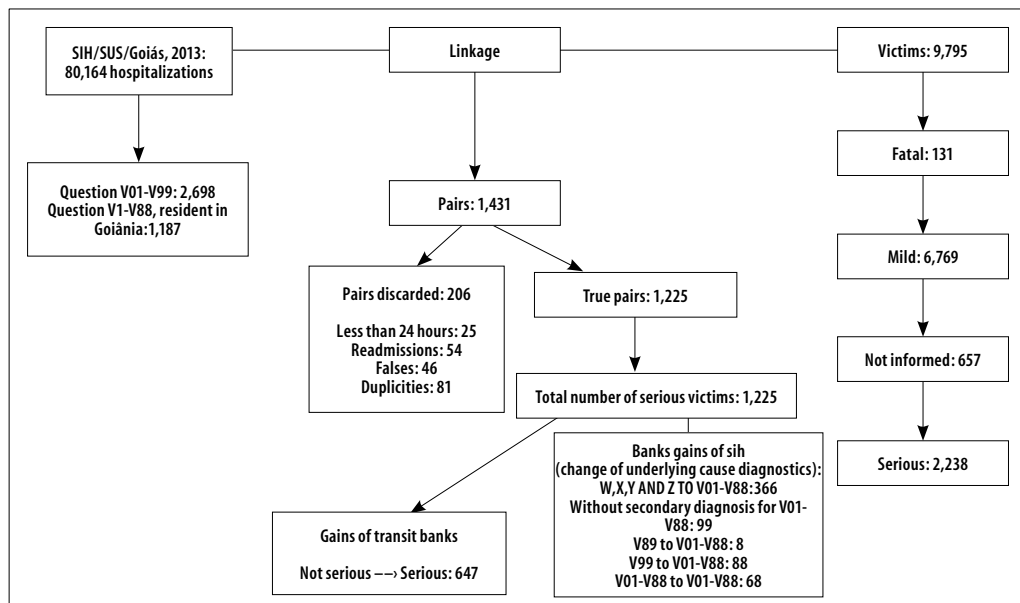 SIH/SUS/Goiás, 2013:
80,164 hospitalizations
Linkage
Victims: 9,795
Fatal: 131
Question V01-V99: 2,698
Question V1-V88, resident in
Goiânia:1,187
Pairs: 1,431
Mild: 6,769
Pairs discarded: 206
Less than 24 hours: 25
Readmissions: 54
Falses: 46
Duplicities: 81
True pairs: 1,225
Not informed: 657
Total number of serious victims: 1,225
Serious: 2,238
Banks gains of sih
(change of underlying cause diagnostics):
W,X,Y AND Z TO V01-V88:366
Without secondary diagnosis for V01-
V88: 99
V89 to V01-V88: 8
V99 to V01-V88: 88
V01-V88 to V01-V88: 68
Gains of transit banks
Not serious ––› Serious: 647